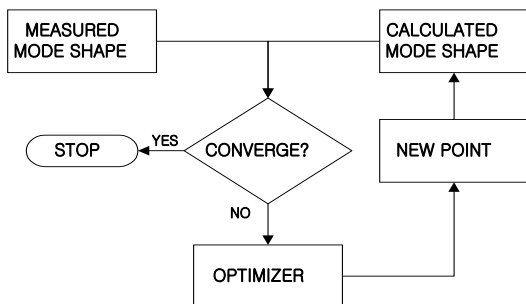 MEASURED
MODE SHAPE
CALCULATED
MODE SHAPE
STOP
YES
CONVERGE?
NEW POINT
NO
OPTIMIZER